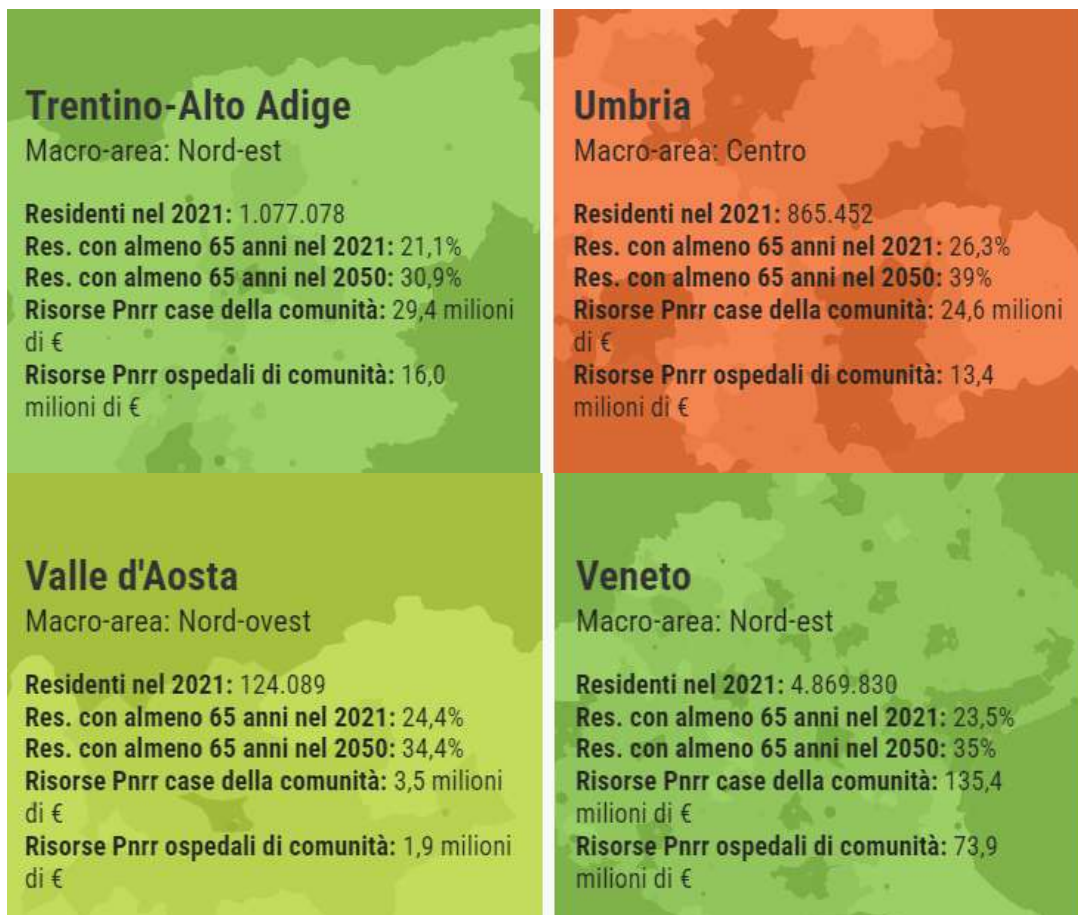 Trentino-Alto Adige
Macro-area: Nord-est
Residenti nel 2021: 1.077.078
Res. con almeno 65 anni nel 2021: 21,1%
Res. con almeno 65 anni nel 2050: 30,9%
Risorse Pnrr case della comunità: 29,4 milioni
di €
Risorse Pnrr ospedali di comunità: 16,0
milioni di €
Umbria
Macro-area: Centro
Residenti nel 2021: 865.452
Res. con almeno 65 anni nel 2021: 26,3%
Res. con almeno 65 anni nel 2050: 39%
Risorse Pnrr case della comunità: 24,6 milioni
di €
Risorse Pnrr ospedali di comunità: 13,4
milioni di €
Valle d'Aosta
Macro-area: Nord-ovest
Residenti nel 2021: 124.089
Res. con almeno 65 anni nel 2021: 24,4%
Res. con almeno 65 anni nel 2050: 34,4%
Risorse Pnrr case della comunità: 3,5 milioni
di €
Risorse Pnrr ospedali di comunità: 1,9 milioni
di €
Veneto
Macro-area: Nord-est
Residenti nel 2021: 4.869.830
Res. con almeno 65 anni nel 2021: 23,5%
Res. con almeno 65 anni nel 2050: 35%
Risorse Pnrr case della comunità: 135,4
milioni di €
Risorse Pnrr ospedali di comunità: 73,9
milioni di €